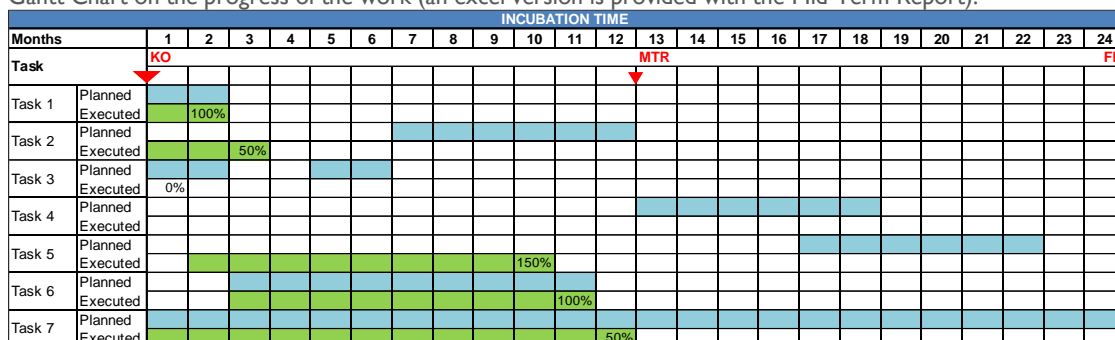 Gantt Chart on the progress of the work (an excel version is provided with the Mid Term Report).
INCUBATION TIME
Months 1 2 3 4 5 6 7 8 9 10 11 12 13 14 15 16 17 18 19 20 21 22 23 24
Task KO MTR
Task 1 Planned
Executed 100%
Task 2 Planned
Executed 50%
Task 3 Planned
Executed 0%
Task 4 Planned
Executed
Task 5 Planned
Executed 150%
Task 6 Planned
Executed 100%
Task 7 Planned
Executed 50%